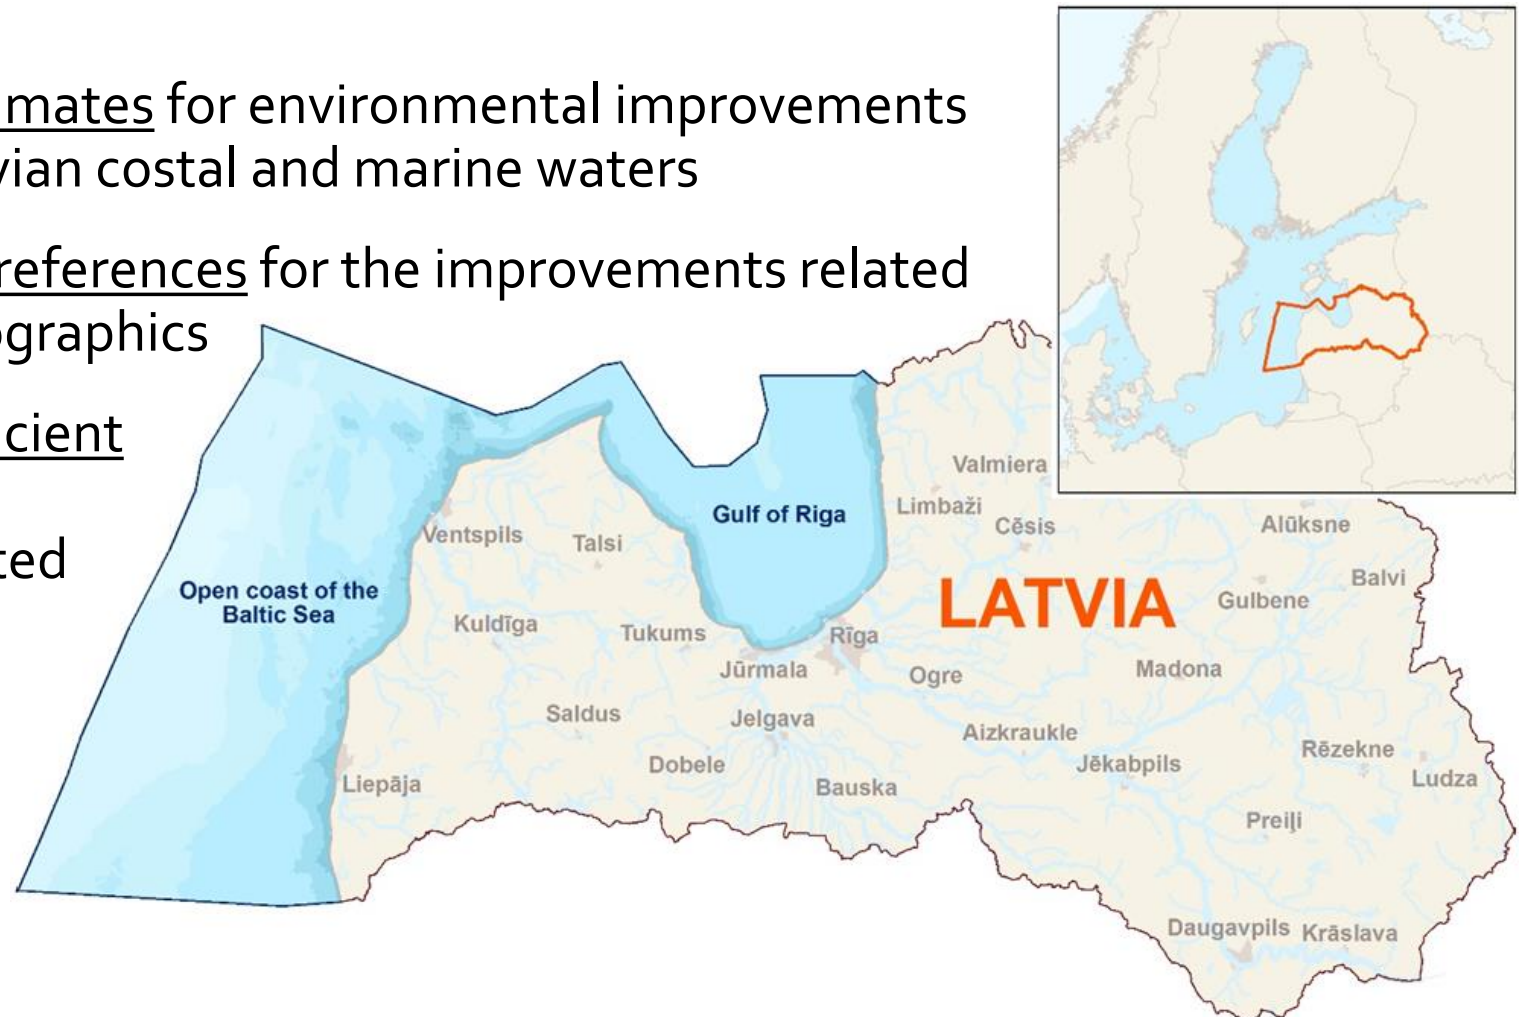 mates for environmental improvements
vian costal and marine waters
references for the improvements related
ographics
icient
ted
Valmiera
Limbaži
Cēsis
Alūksne
Gulf of Riga
Ventspils
Talsi
Balvi
Gulbene
LATVIA
Open coast of the
Baltic Sea
Kuldīga
Tukums
Rīga
Jūrmala
Ogre
Madona
Saldus
Jelgava
Aizkraukle
Rēzekne
Dobele
Jēkabpils
Ludza
Liepāja
Bauska
Preiļi
Daugavpils
Krāslava